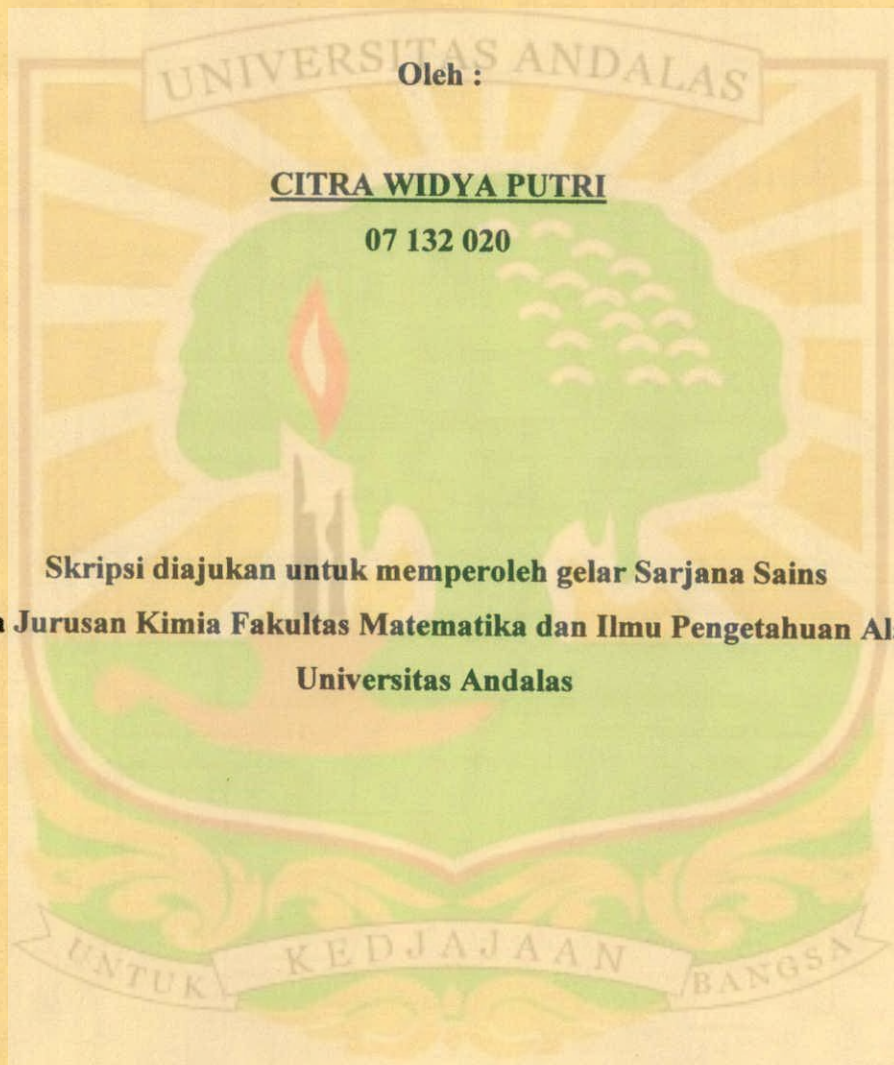 UNIVERSITAS ANDALAS
Oleh :
CITRA WIDYA PUTRI
07 132 020
Skripsi diajukan untuk memperoleh gelar Sarjana Sains
Jurusan Kimia Fakultas Matematika dan Ilmu Pengetahuan
Universitas Andalas
UNTUK KEDJAJAAN BANGSA